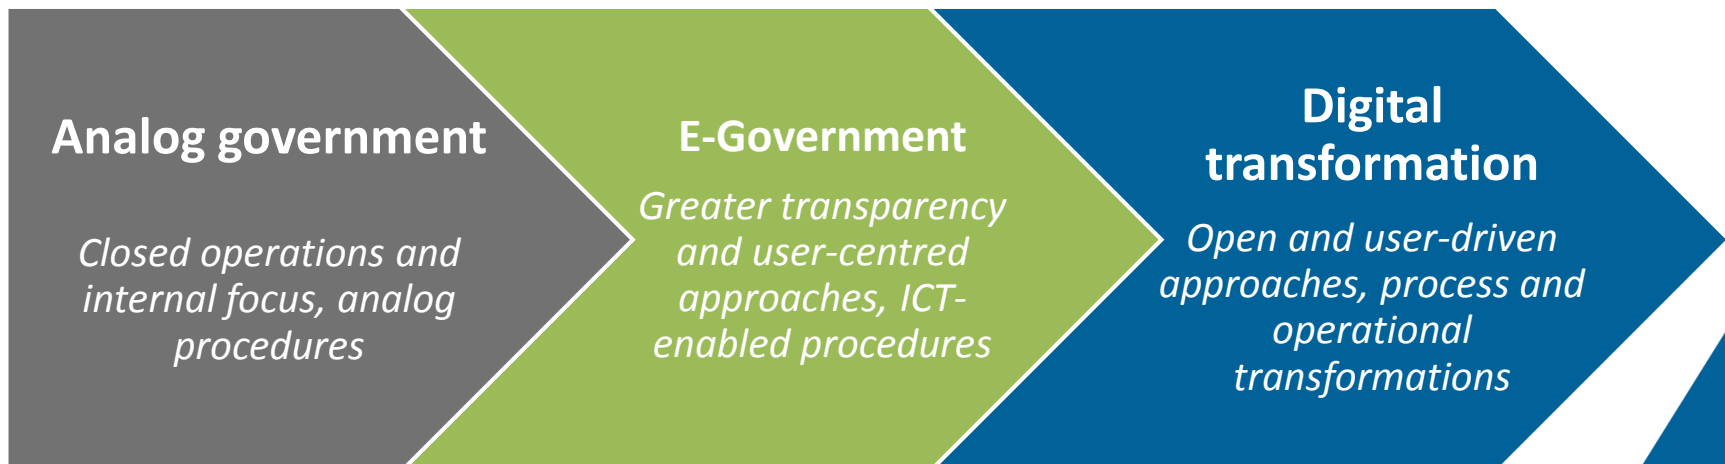 Analog government
Closed operations and
internal focus, analog
procedures
E-Government
Greater transparency
and user-centred
approaches, ICT-
enabled procedures
Digital
transformation
Open and user-driven
approaches, process and
operational
transformations